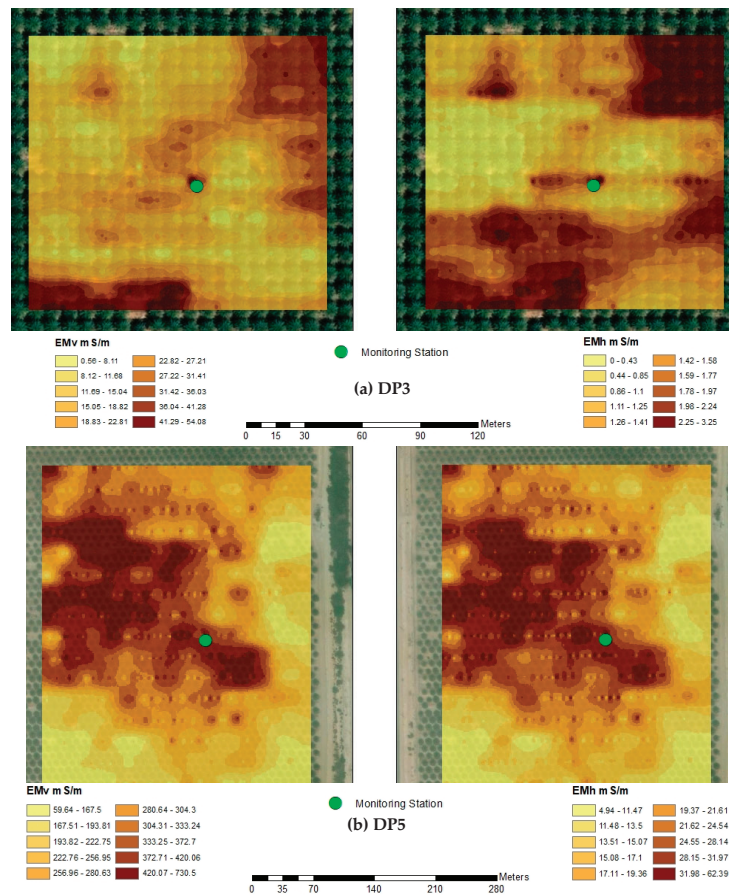 EMv m S/m
0.56 - 8.11
8.12 - 11.68
11.69 - 15.04
15.05 - 18.82
18.83 - 22.81
22.82 - 27.21
27.22 - 31.41
31.42 - 36.03
36.04 - 41.28
41.29 - 54.08
Monitoring Station
(a) DP3
Meters
0 15 30 60 90 120
EMh m S/m
0 - 0.43
0.44 - 0.85
0.86 - 1.1
1.11 - 1.25
1.26 - 1.41
1.42 - 1.58
1.59 - 1.77
1.78 - 1.97
1.98 - 2.24
2.25 - 3.25
EMv m S/m
59.64 - 167.5
167.51 - 193.81
193.82 - 222.75
222.76 - 256.95
256.96 - 280.63
280.64 - 304.3
304.31 - 333.24
333.25 - 372.7
372.71 - 420.06
420.07 - 730.5
Monitoring Station
(b) DP5
Meters
0 35 70 140 210 280
EMh m S/m
4.94 - 11.47
11.48 - 13.5
13.51 - 15.07
15.08 - 17.1
17.11 - 19.36
19.37 - 21.61
21.62 - 24.54
24.55 - 28.14
28.15 - 31.97
31.98 - 62.39